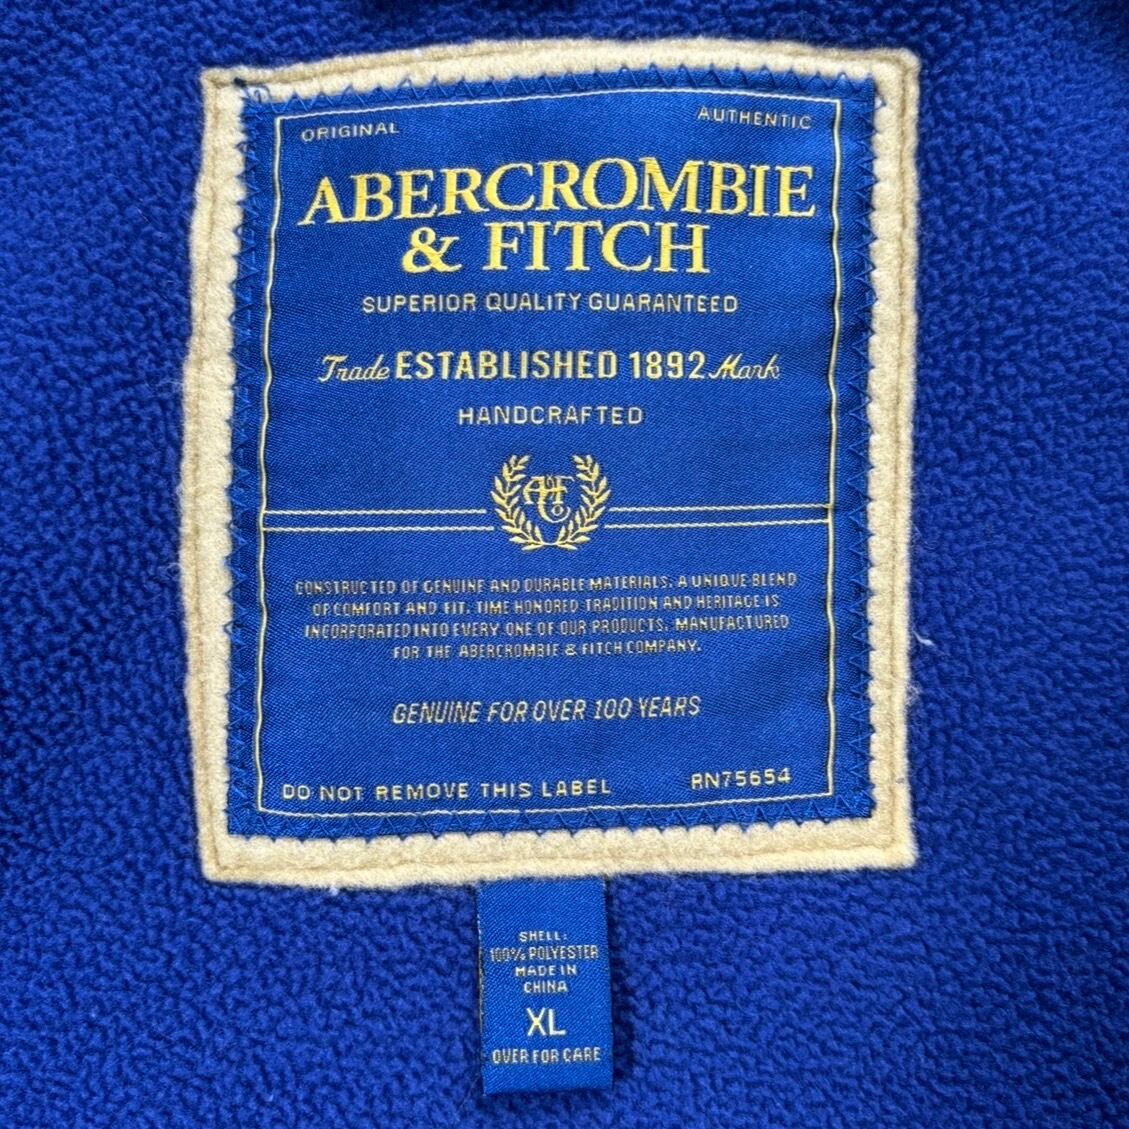 ORIGINAL AUTHENTIC
ABERCROMBIE
& FITCH
SUPERIOR QUALITY GUARANTEED
Trade ESTABLISHED 1892 Mark
HANDCRAFTED
A&F
Co
CONSTRUCTED OF GENUINE AND DURABLE MATERIALS. A UNIQUE BLEND
OF COMFORT AND FIT. TIME HONORED TRADITION AND HERITAGE IS
INCORPORATED INTO EVERY ONE OF OUR PRODUCTS. MANUFACTURED
FOR THE ABERCROMBIE & FITCH COMPANY.
GENUINE FOR OVER 100 YEARS
DO NOT REMOVE THIS LABEL RN75654
SHELL:
100% POLYESTER
MADE IN
CHINA
XL
OVER FOR CARE